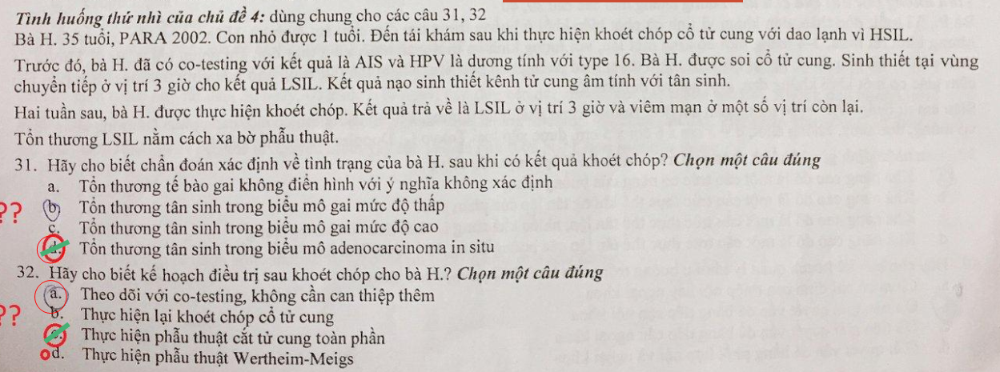 Tình huống thứ nhì của chủ đề 4: dùng chung cho các câu 31, 32
Bà H. 35 tuổi, PARA 2002. Con nhỏ được 1 tuổi. Đến tái khám sau khi thực hiện khoét chóp cổ tử cung với dao lạnh vì HSIL.
Trước đó, bà H. đã có co-testing với kết quả là AIS và HPV là dương tính với type 16. Bà H. được soi cổ tử cung. Sinh thiết tại vùng
chuyển tiếp ở vị trí 3 giờ cho kết quả LSIL. Kết quả nạo sinh thiết kênh tử cung âm tính với tân sinh.
Hai tuần sau, bà H. được thực hiện khoét chóp. Kết quả trả về là LSIL ở vị trí 3 giờ và viêm mạn ở một số vị trí còn lại.
Tổn thương LSIL nằm cách xa bờ phẫu thuật.
31. Hãy cho biết chẩn đoán xác định về tình trạng của bà H. sau khi có kết quả khoét chóp? Chọn một câu đúng
a. Tổn thương tế bào gai không điển hình với ý nghĩa không xác định
?? b. Tổn thương tân sinh trong biểu mô gai mức độ thấp
c. Tổn thương tân sinh trong biểu mô gai mức độ cao
d. Tổn thương tân sinh trong biểu mô adenocarcinoma in situ
32. Hãy cho biết kế hoạch điều trị sau khoét chóp cho bà H.? Chọn một câu đúng
a. Theo dõi với co-testing, không cần can thiệp thêm
?? b. Thực hiện lại khoét chóp cổ tử cung
c. Thực hiện phẫu thuật cắt tử cung toàn phần
d. Thực hiện phẫu thuật Wertheim-Meigs